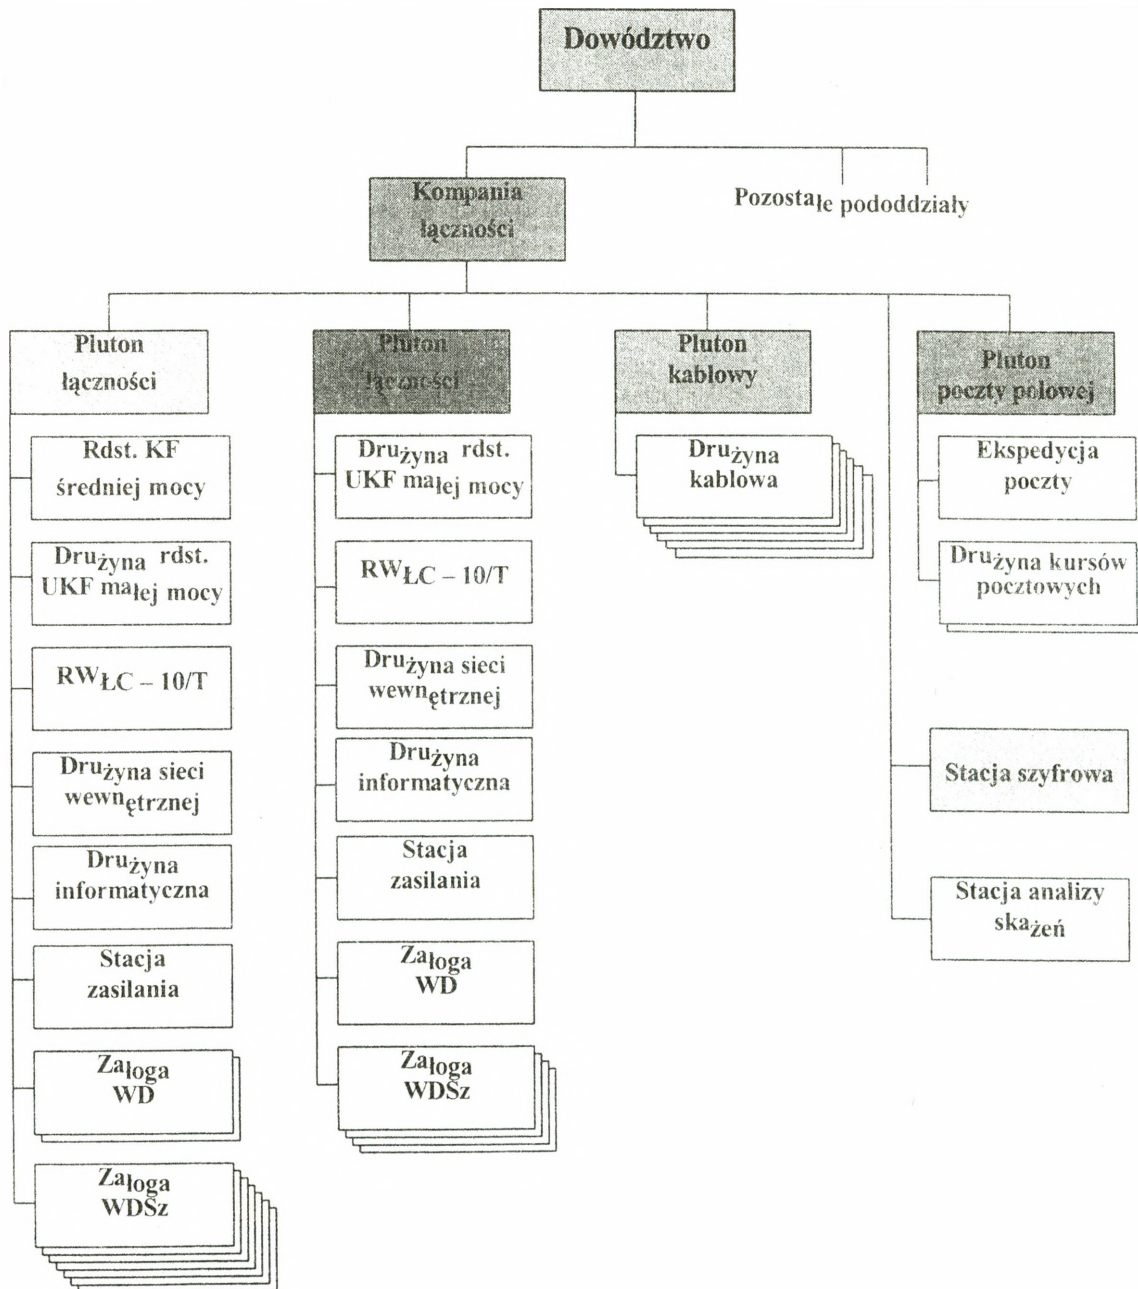 Dowództwo
Kompania
łączności
Pozostałe pododdziały
Pluton
łączności
Rdst. KF
średniej mocy
Drużyna rdst.
UKF małej mocy
RWŁC – 10/T
Drużyna sieci
wewnętrznej
Drużyna
informatyczna
Stacja
zasilania
Załoga
WD
Załoga
WDSz
Pluton
łączności
Drużyna rdst.
UKF małej mocy
RWŁC – 10/T
Drużyna sieci
wewnętrznej
Drużyna
informatyczna
Stacja
zasilania
Załoga
WD
Załoga
WDSz
Pluton
kablowy
Drużyna
kablowa
Pluton
poczty polowej
Ekspedycja
poczty
Drużyna kursów
pocztowych
Stacja szyfrowa
Stacja analizy
skażeń